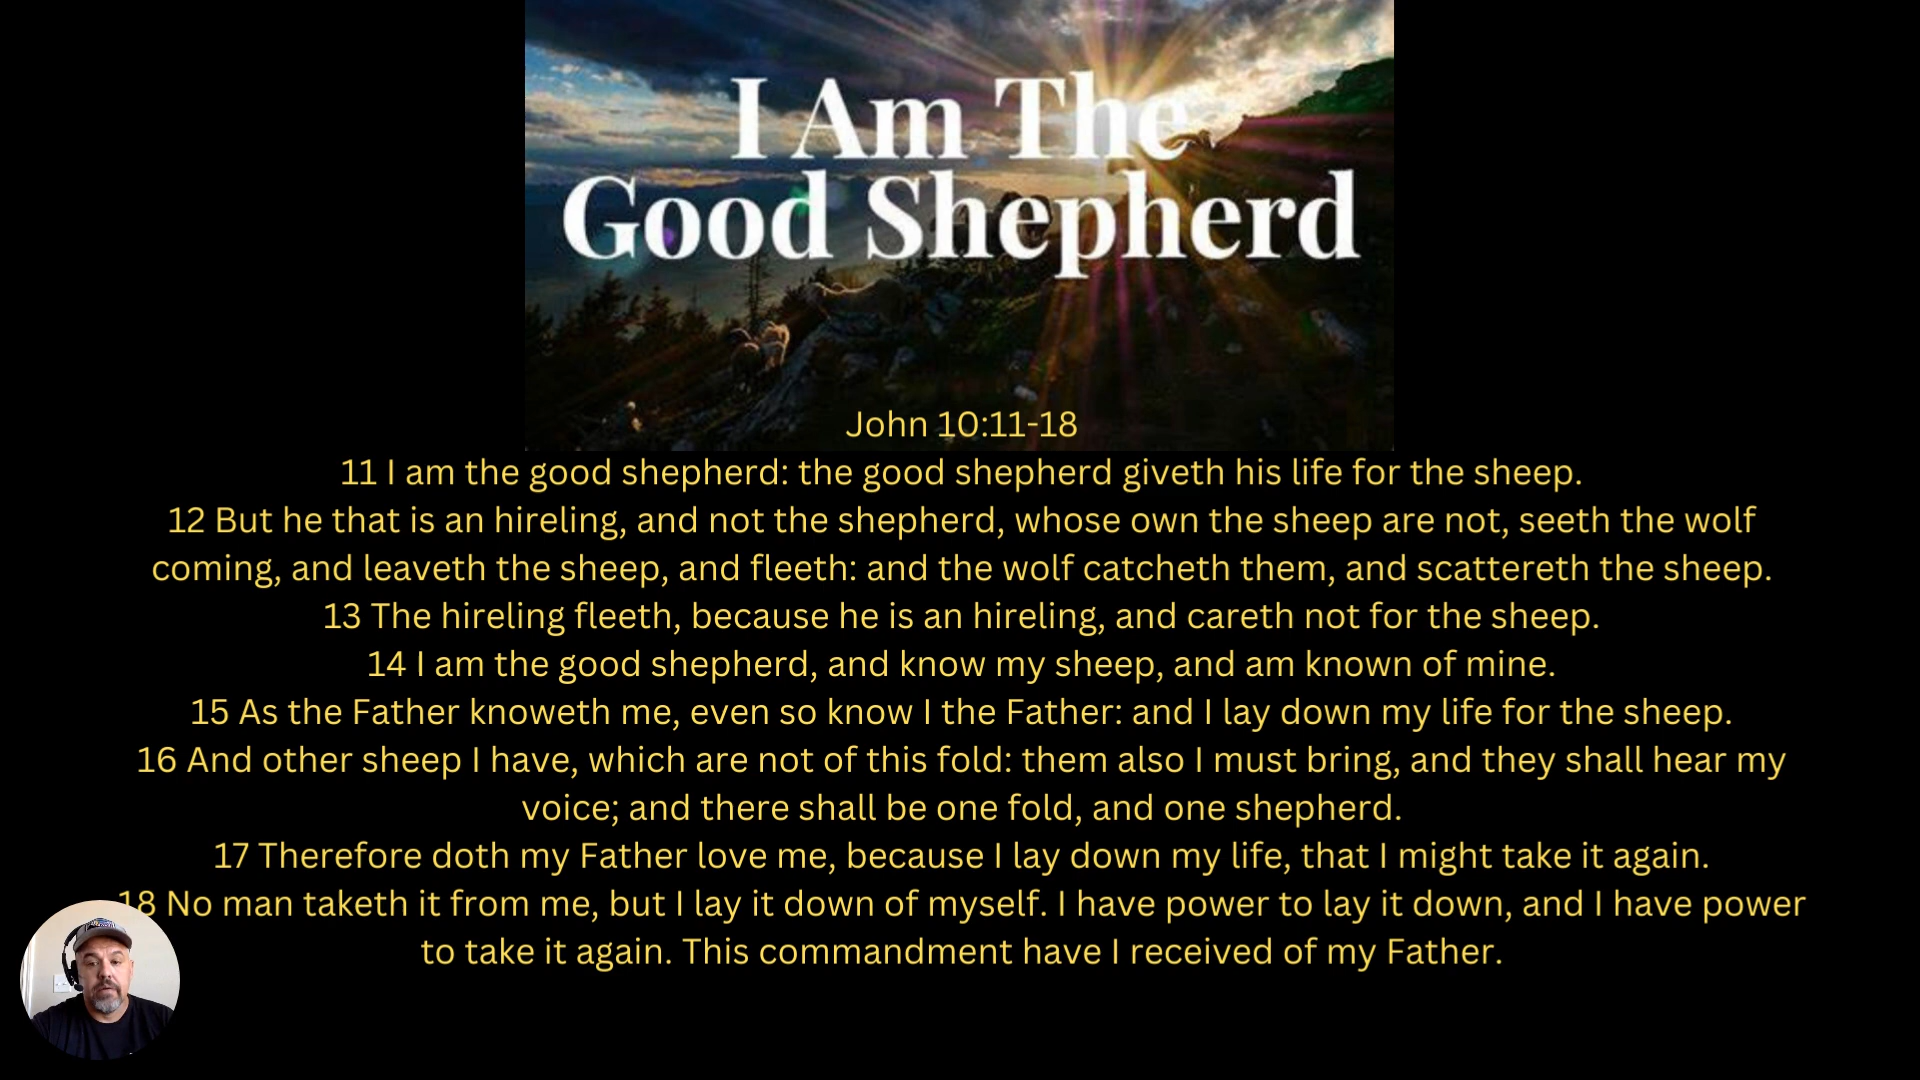 I Am The
Good Shepherd
John 10:11-18
11 I am the good shepherd: the good shepherd giveth his life for the sheep.
12 But he that is an hireling, and not the shepherd, whose own the sheep are not, seeth the wolf
coming, and leaveth the sheep, and fleeth: and the wolf catcheth them, and scattereth the sheep.
13 The hireling fleeth, because he is an hireling, and careth not for the sheep.
14 I am the good shepherd, and know my sheep, and am known of mine.
15 As the Father knoweth me, even so know I the Father: and I lay down my life for the sheep.
16 And other sheep I have, which are not of this fold: them also I must bring, and they shall hear my
voice; and there shall be one fold, and one shepherd.
17 Therefore doth my Father love me, because I lay down my life, that I might take it again.
18 No man taketh it from me, but I lay it down of myself. I have power to lay it down, and I have power
to take it again. This commandment have I received of my Father.